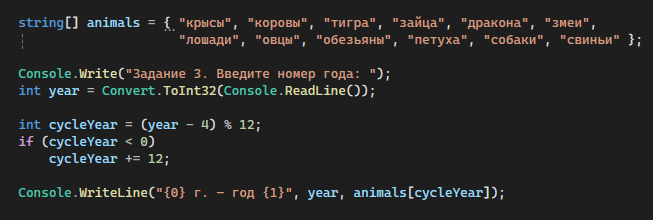 string[] animals = { "крысы", "коровы", "тигра", "зайца", "дракона", "змеи",
"лошади", "овцы", "обезьяны", "петуха", "собаки", "свиньи" };
Console.Write("Задание 3. Введите номер года: ");
int year = Convert.ToInt32(Console.ReadLine());
int cycleYear = (year - 4) % 12;
if (cycleYear < 0)
cycleYear += 12;
Console.WriteLine("{0} г. - год {1}", year, animals[cycleYear]);